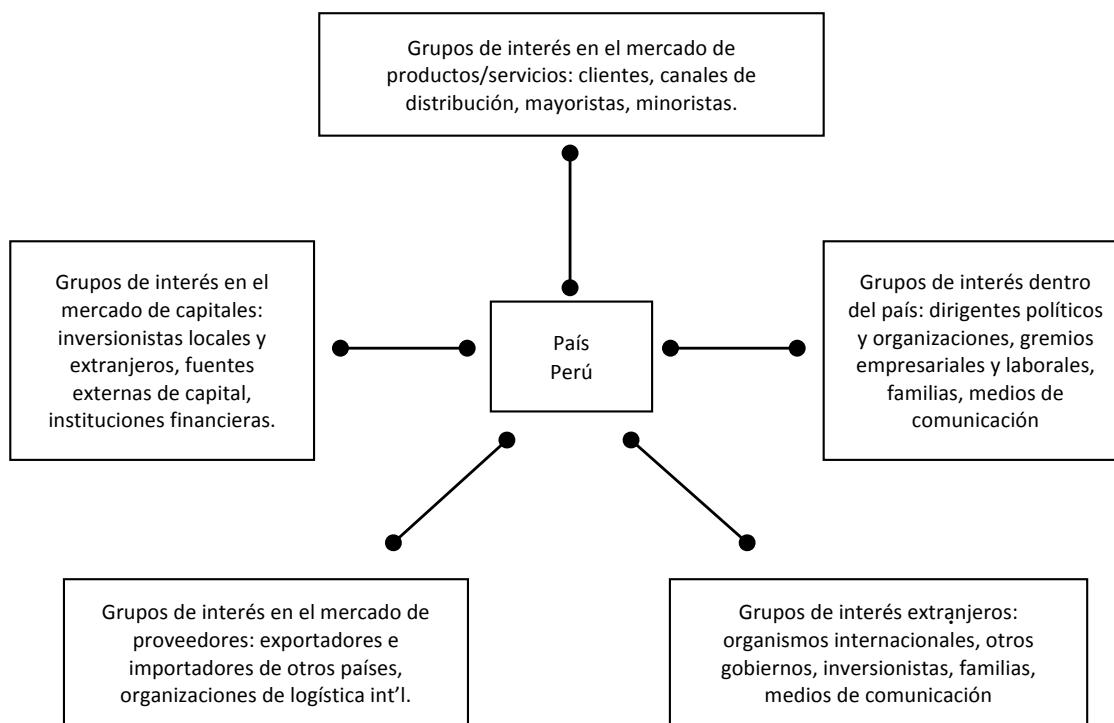 Grupos de interés en el mercado de
productos/servicios: clientes, canales de
distribución, mayoristas, minoristas.
Grupos de interés en el
mercado de capitales:
inversionistas locales y
extranjeros, fuentes
externas de capital,
instituciones financieras.
País
Perú
Grupos de interés dentro
del país: dirigentes políticos
y organizaciones, gremios
empresariales y laborales,
familias, medios de
comunicación
Grupos de interés en el mercado de
proveedores: exportadores e
importadores de otros países,
organizaciones de logística int'l.
Grupos de interés extranjeros:
organismos internacionales, otros
gobiernos, inversionistas, familias,
medios de comunicación